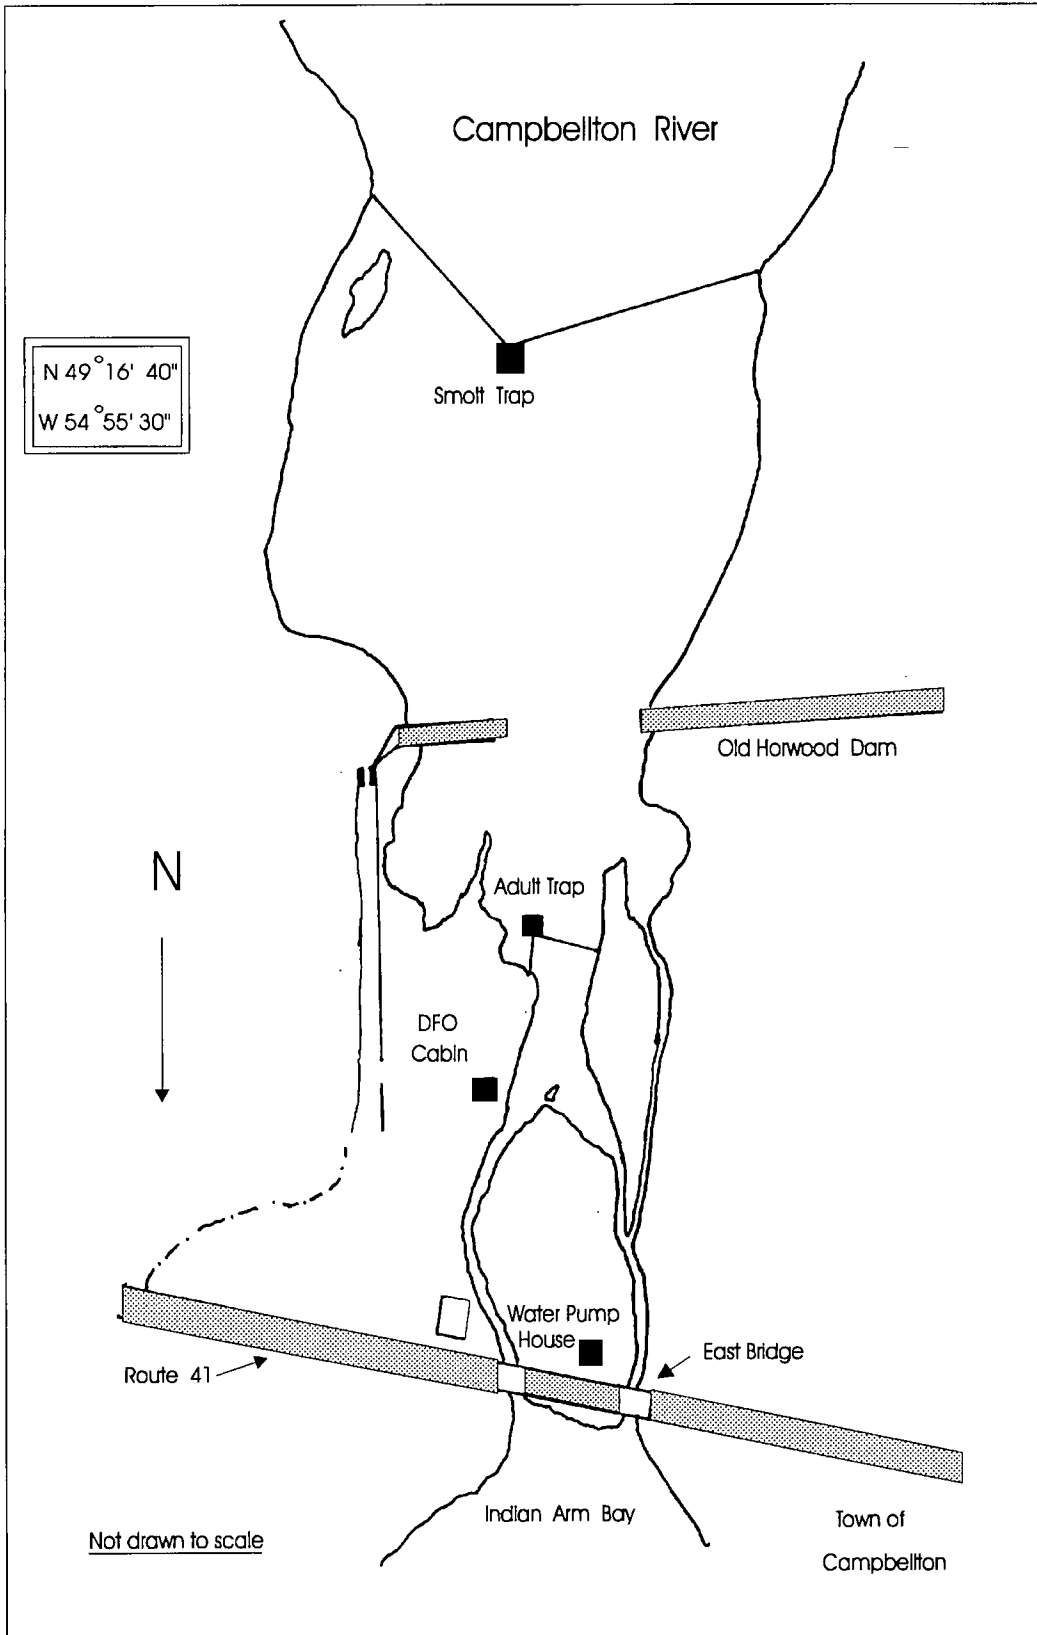 Campbellton River
N 49°16' 40"
W 54°55' 30"
Smolt Trap
Old Horwood Dam
N
Adult Trap
DFO
Cabin
Water Pump
House
East Bridge
Route 41
Indian Arm Bay
Town of
Campbellton
Not drawn to scale